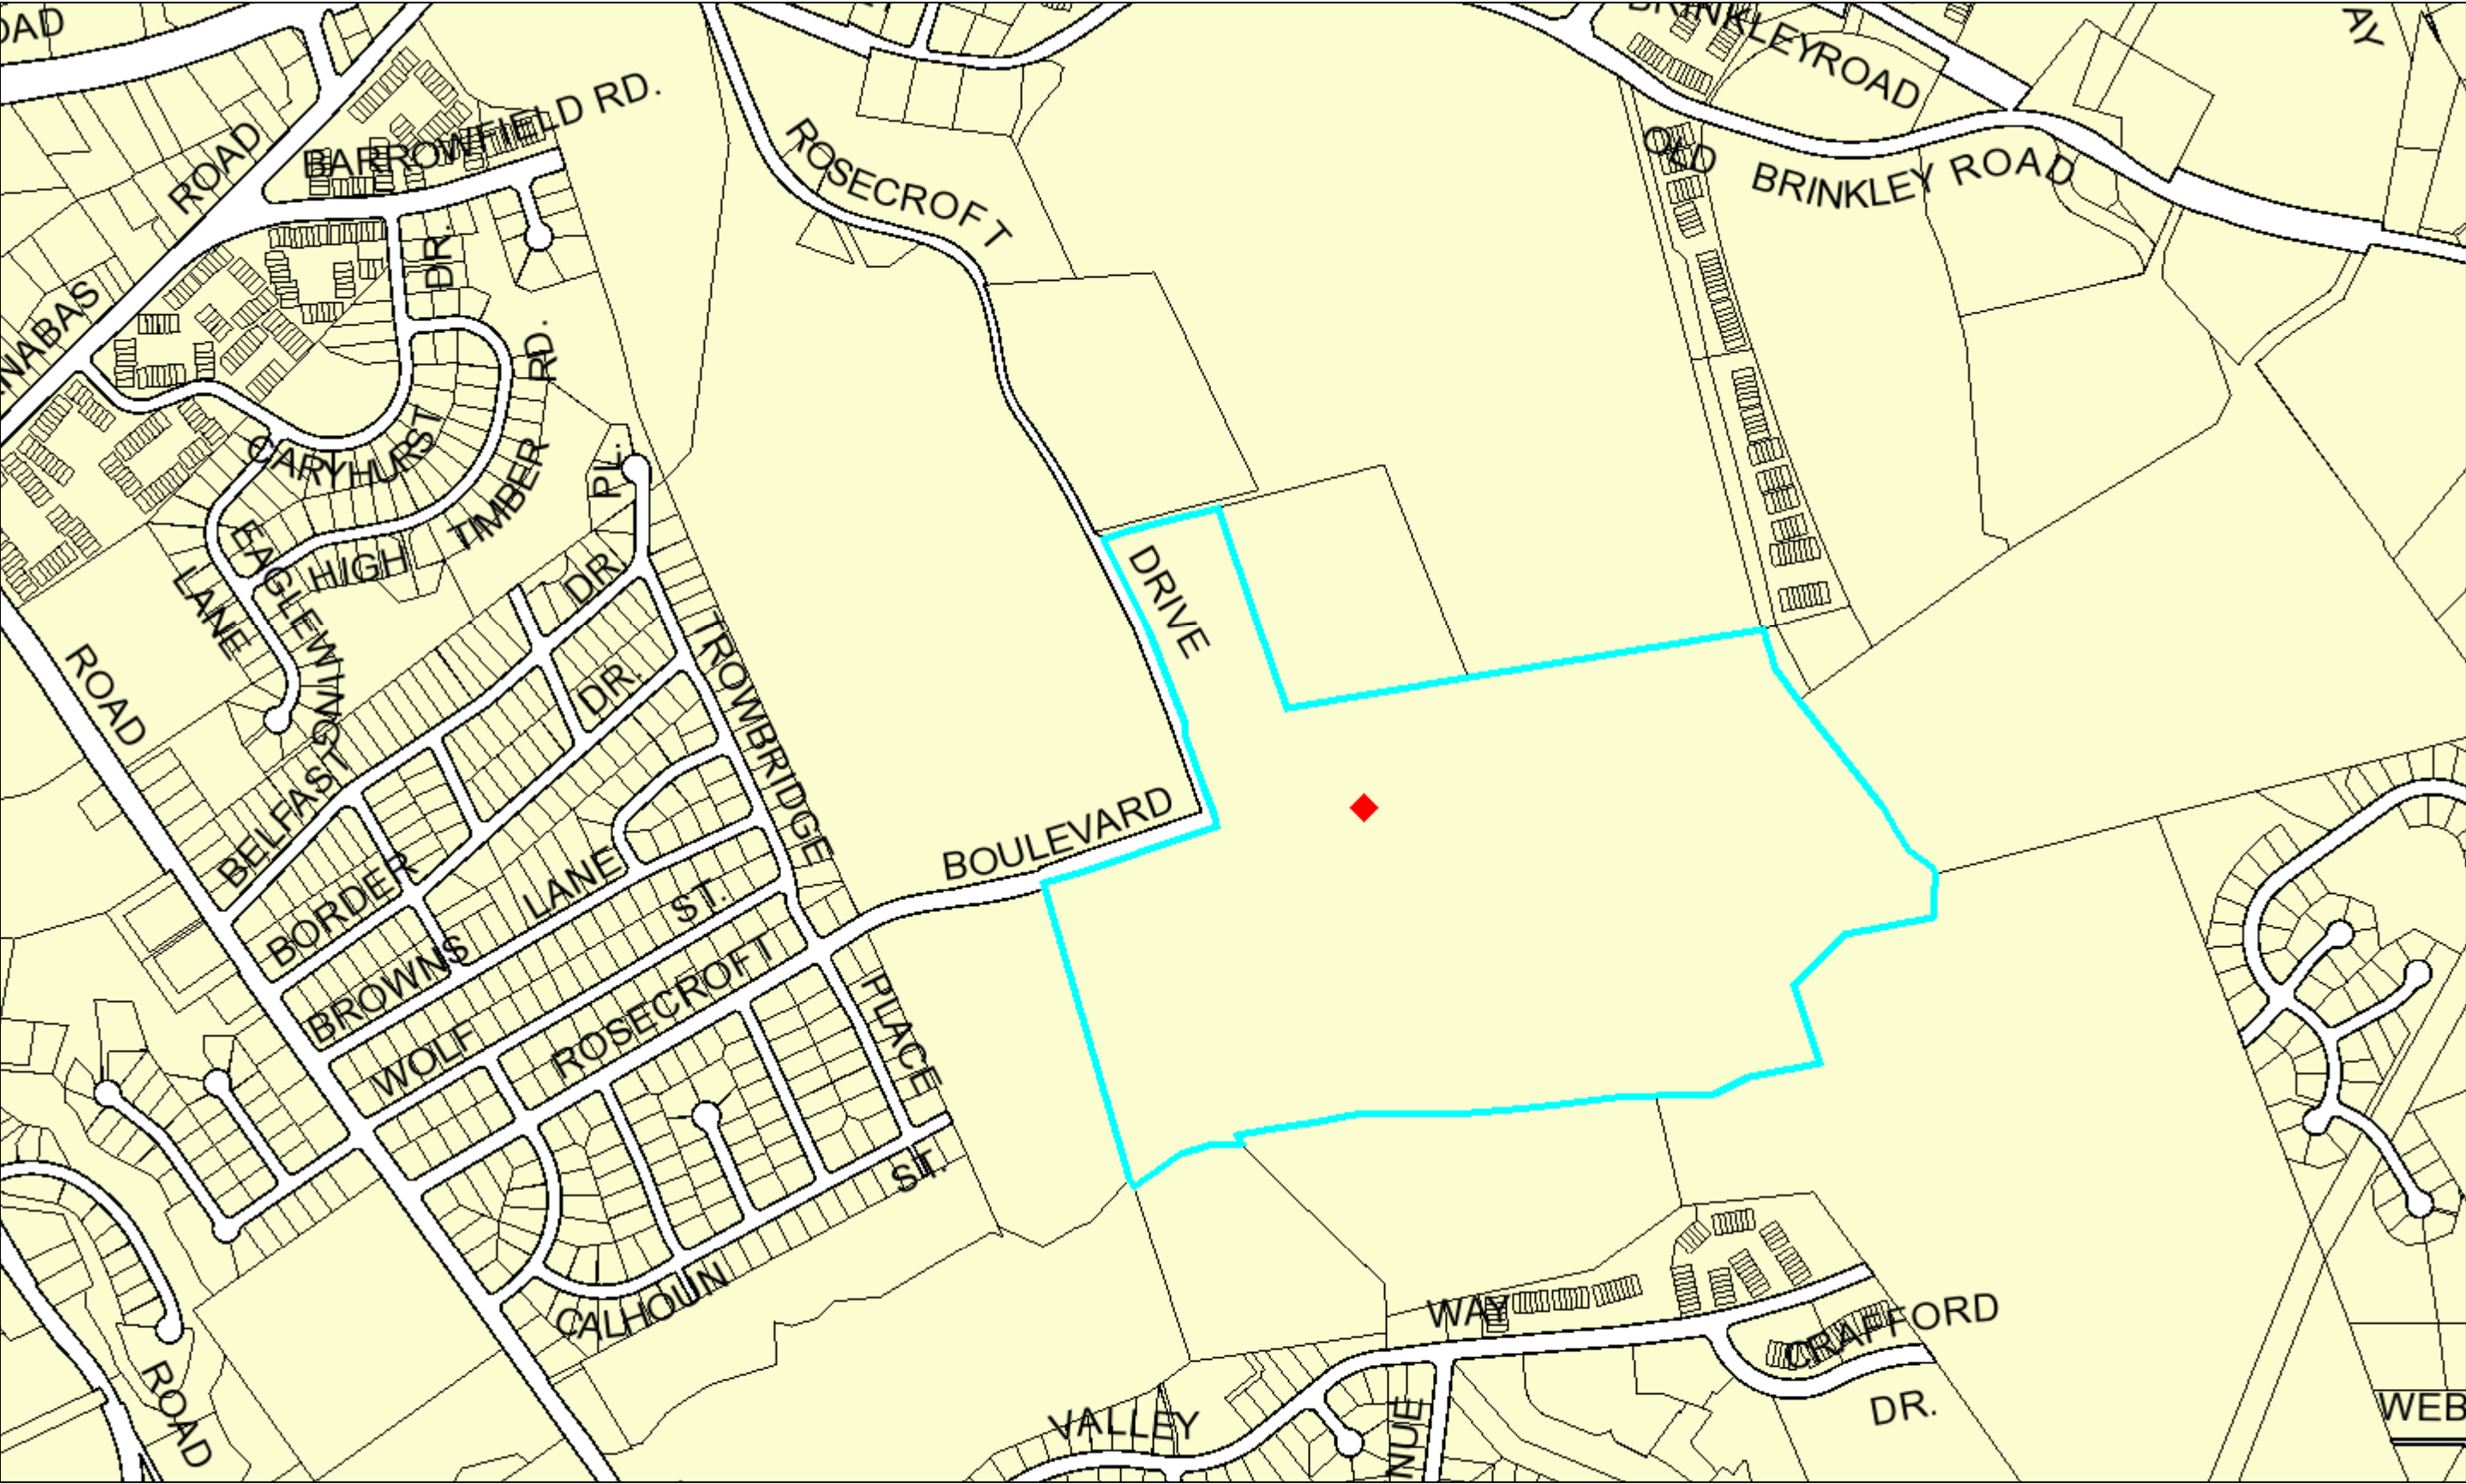 OAD
BRINKLEY ROAD
AY
BARROWFIELD RD.
ROAD
ROSECROFT
OLD BRINKLEY ROAD
DR.
NABAS
RD.
CARYHURST
TIMBER
PL.
EAGLEWING
LANE
HIGH
DR.
DRIVE
ROAD
DR.
TROWBRIDGE
BELFAST
BOULEVARD
BORDER
LANE
ST.
BROWNS
ROSECROFT
WOLF
PLACE
ST.
CALHOUN
WAY
CRAFFORD
ROAD
VALLEY
NUE
DR.
WEB